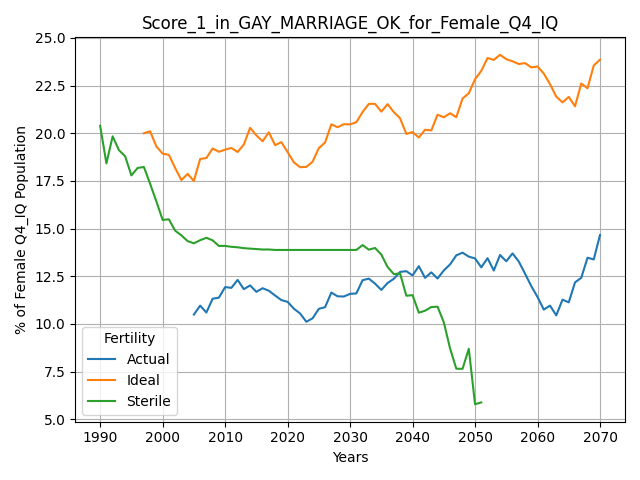 Score_1_in_GAY_MARRIAGE_OK_for_Female_Q4_IQ
% of Female Q4_IQ Population
25.0
22.5
20.0
17.5
15.0
12.5
10.0
7.5
5.0
Fertility
Actual
Ideal
Sterile
1990 2000 2010 2020 2030 2040 2050 2060 2070
Years